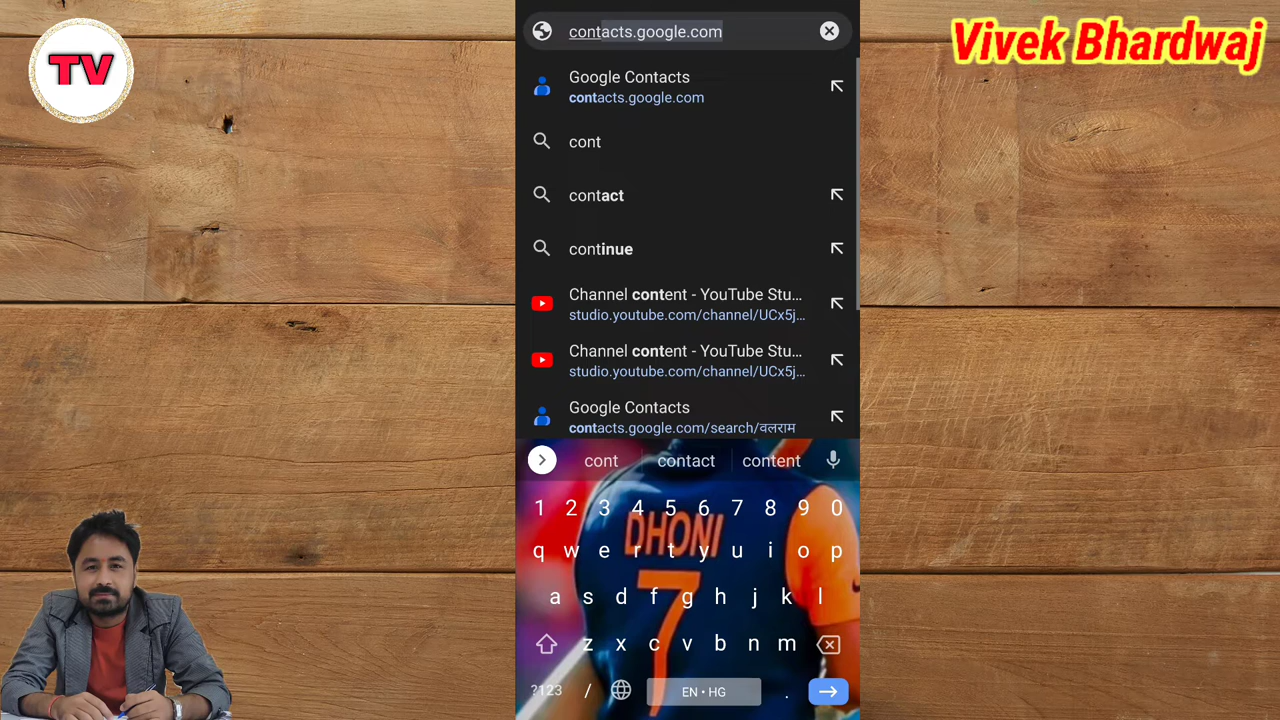 TV
Vivek Bhardwaj
contacts.google.com
Google Contacts
contacts.google.com
cont
contact
continue
Channel content - YouTube Stu...
studio.youtube.com/channel/UCx5j...
Channel content - YouTube Stu...
studio.youtube.com/channel/UCx5j...
Google Contacts
contacts.google.com/search/वलराम
cont contact content
DHONI
7
1 2 3 4 5 6 7 8 9 0
q w e r t y u i o p
a s d f g h j k l
z x c v b n m
?123 / EN • HG .